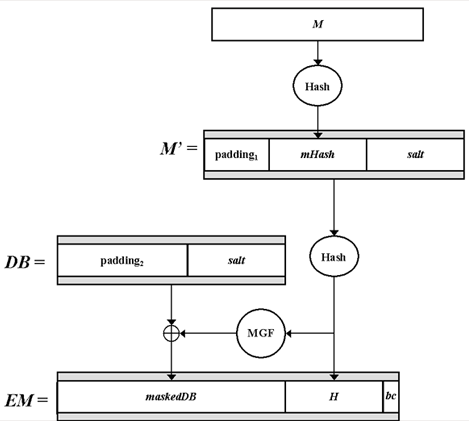 M
Hash
M' = padding₁ mHash salt
Hash
DB = padding₂ salt
MGF
EM = maskedDB H bc